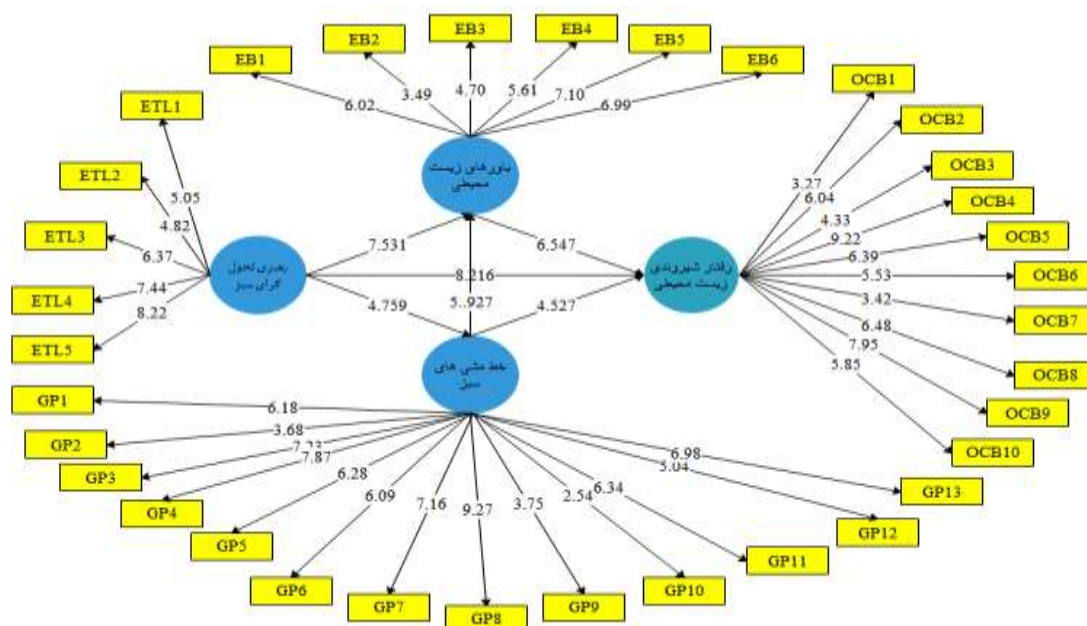 EB3
EB2
EB4
EB5
EB1
EB6
OCB1
6.02
3.49
4.70
5.61
7.10
6.99
ETL1
OCB2
ETL2
5.05
باورهای زیست
محیطی
3.27
6.04
OCB3
4.82
4.33
OCB4
ETL3
9.22
OCB5
6.37
7.531
6.547
6.39
رهبری تحول
گرای سبز
8.216
رفتار شهروندی
زیست محیطی
5.53
OCB6
ETL4
7.44
4.759
5..927
4.527
3.42
OCB7
8.22
6.48
ETL5
خط مشی های
سبز
7.95
OCB8
5.85
GP1
6.18
OCB9
GP2
3.68
6.98
OCB10
GP3
7.87
5.04
GP13
GP4
6.28
6.09
7.16
9.27
3.75
2.54
6.34
GP12
GP5
GP11
GP6
GP10
GP7
GP9
GP8